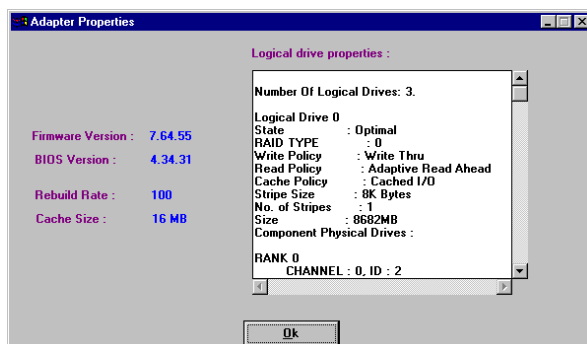 Adapter Properties
Logical drive properties :
Number Of Logical Drives: 3.
Logical Drive 0
State : Optimal
RAID TYPE : 0
Write Policy : Write Thru
Read Policy : Adaptive Read Ahead
Cache Policy : Cached I/O
Stripe Size : 8K Bytes
No. of Stripes : 1
Size : 8682MB
Component Physical Drives :
RANK 0
CHANNEL : 0, ID : 2
Firmware Version : 7.64.55
BIOS Version : 4.34.31
Rebuild Rate : 100
Cache Size : 16 MB
Ok